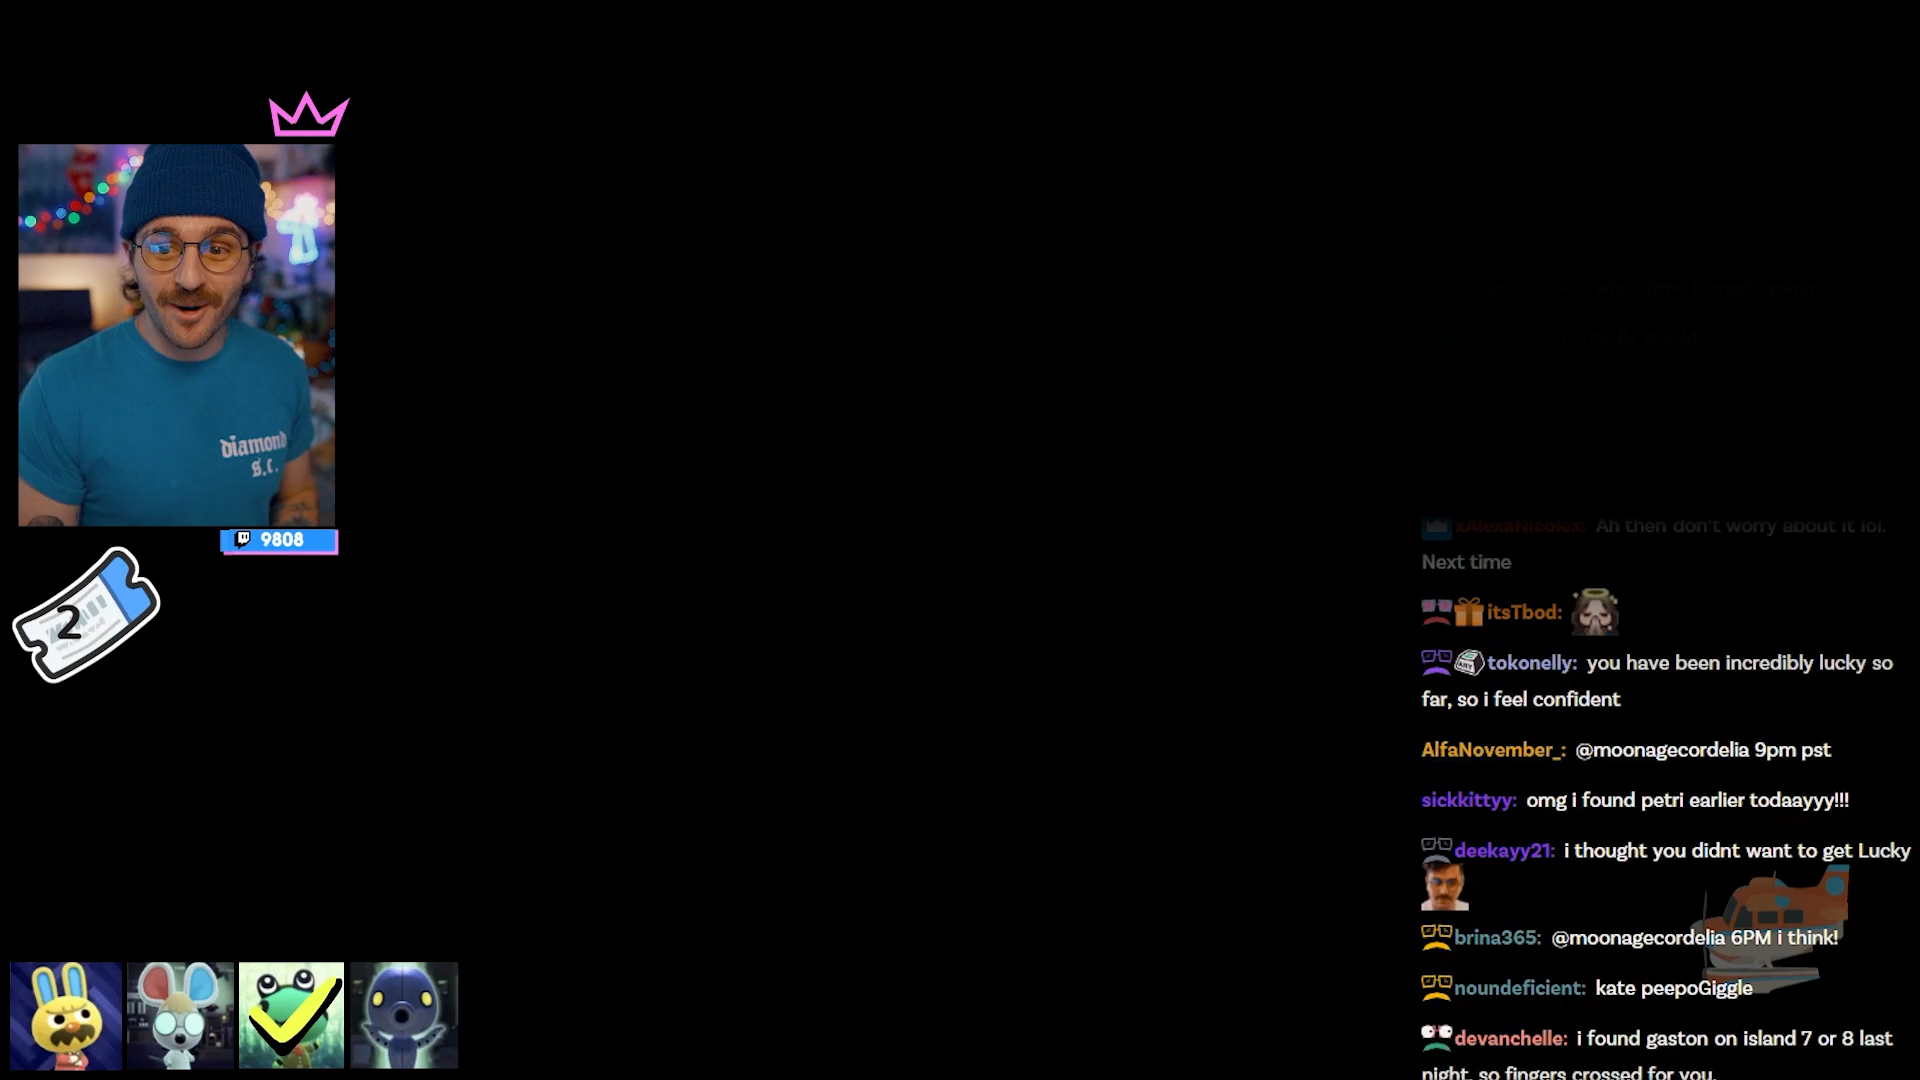 diamond
s.c.
9808
2
xAlexaNicolex: Ah then don't worry about it lol.
Next time
itsTbod:
tokonelly: you have been incredibly lucky so
far, so i feel confident
AlfaNovember_: @moonagecordelia 9pm pst
sickkittyy: omg i found petri earlier todaayyy!!!
deekayy21: i thought you didnt want to get Lucky
brina365: @moonagecordelia 6PM i think!
noundeficient: kate peepoGiggle
devanchelle: i found gaston on island 7 or 8 last
night, so fingers crossed for you.